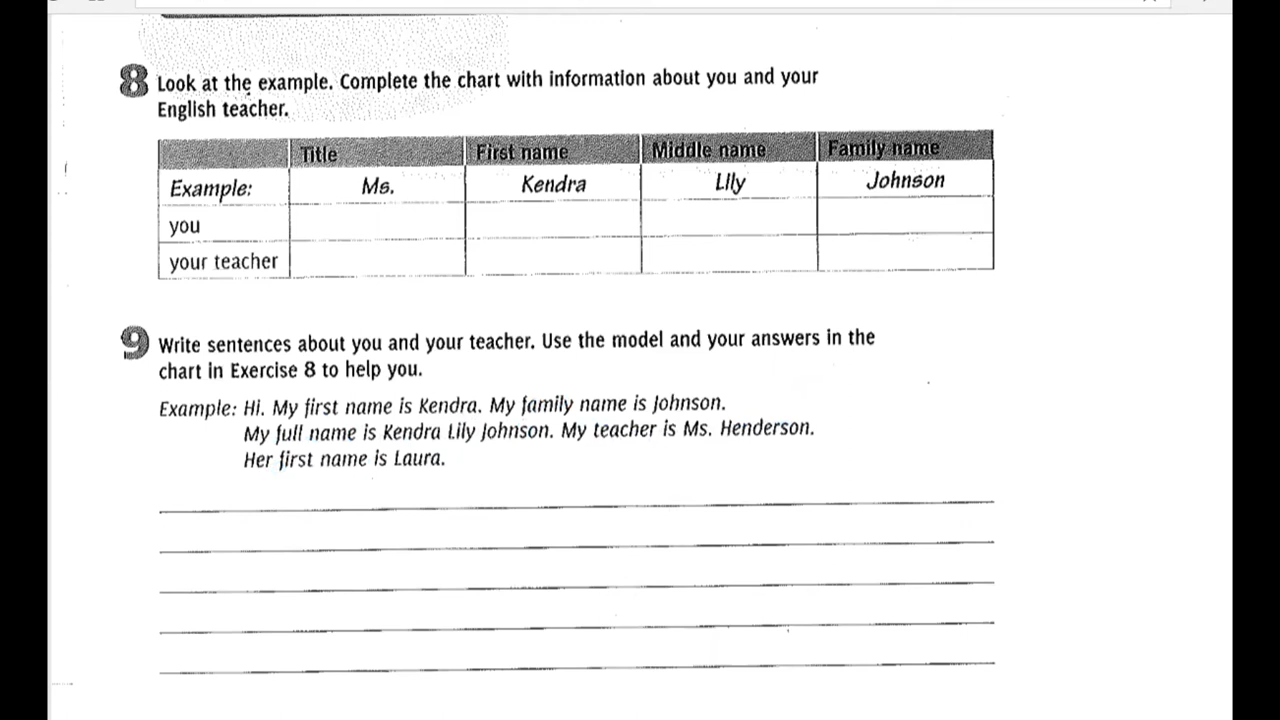 8 Look at the example. Complete the chart with information about you and your
English teacher.
Title First name Middle name Family name
Example: Ms. Kendra Lily Johnson
you
your teacher
9 Write sentences about you and your teacher. Use the model and your answers in the
chart in Exercise 8 to help you.
Example: Hi. My first name is Kendra. My family name is Johnson.
My full name is Kendra Lily Johnson. My teacher is Ms. Henderson.
Her first name is Laura.